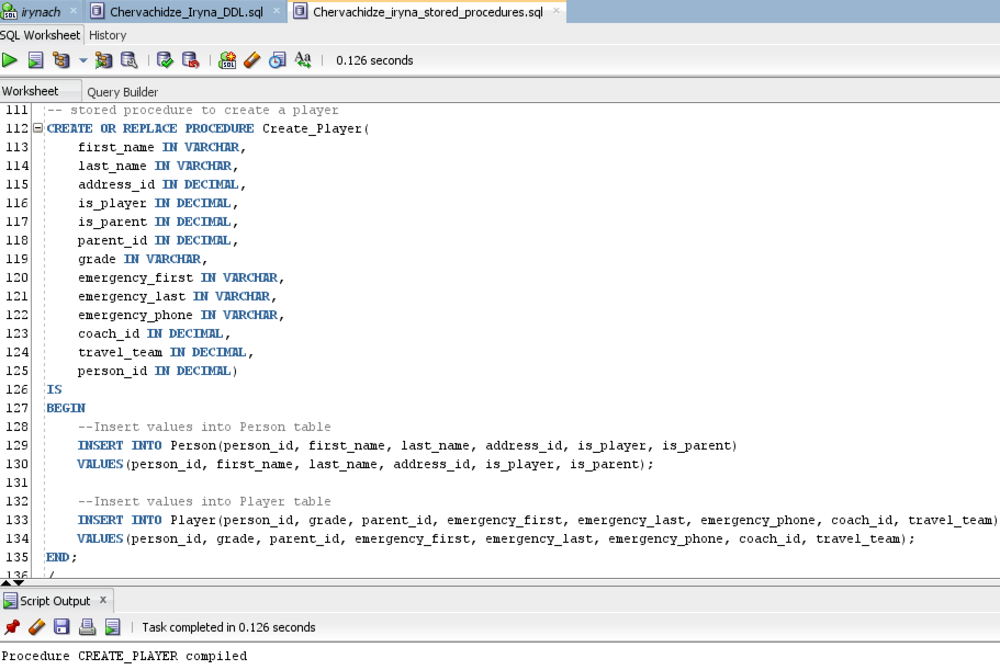 irynach
Chervachidze_Iryna_DDL.sql
Chervachidze_iryna_stored_procedures.sql
SQL Worksheet History
SQL Aa 0.126 seconds
Worksheet Query Builder
111 -- stored procedure to create a player
112 CREATE OR REPLACE PROCEDURE Create_Player(
113 first_name IN VARCHAR,
114 last_name IN VARCHAR,
115 address_id IN DECIMAL,
116 is_player IN DECIMAL,
117 is_parent IN DECIMAL,
118 parent_id IN DECIMAL,
119 grade IN VARCHAR,
120 emergency_first IN VARCHAR,
121 emergency_last IN VARCHAR,
122 emergency_phone IN VARCHAR,
123 coach_id IN DECIMAL,
124 travel_team IN DECIMAL,
125 person_id IN DECIMAL)
126 IS
127 BEGIN
128 --Insert values into Person table
129 INSERT INTO Person(person_id, first_name, last_name, address_id, is_player, is_parent)
130 VALUES(person_id, first_name, last_name, address_id, is_player, is_parent);
131
132 --Insert values into Player table
133 INSERT INTO Player(person_id, grade, parent_id, emergency_first, emergency_last, emergency_phone, coach_id, travel_team)
134 VALUES(person_id, grade, parent_id, emergency_first, emergency_last, emergency_phone, coach_id, travel_team);
135 END;
136 /
Script Output
Task completed in 0.126 seconds
Procedure CREATE_PLAYER compiled